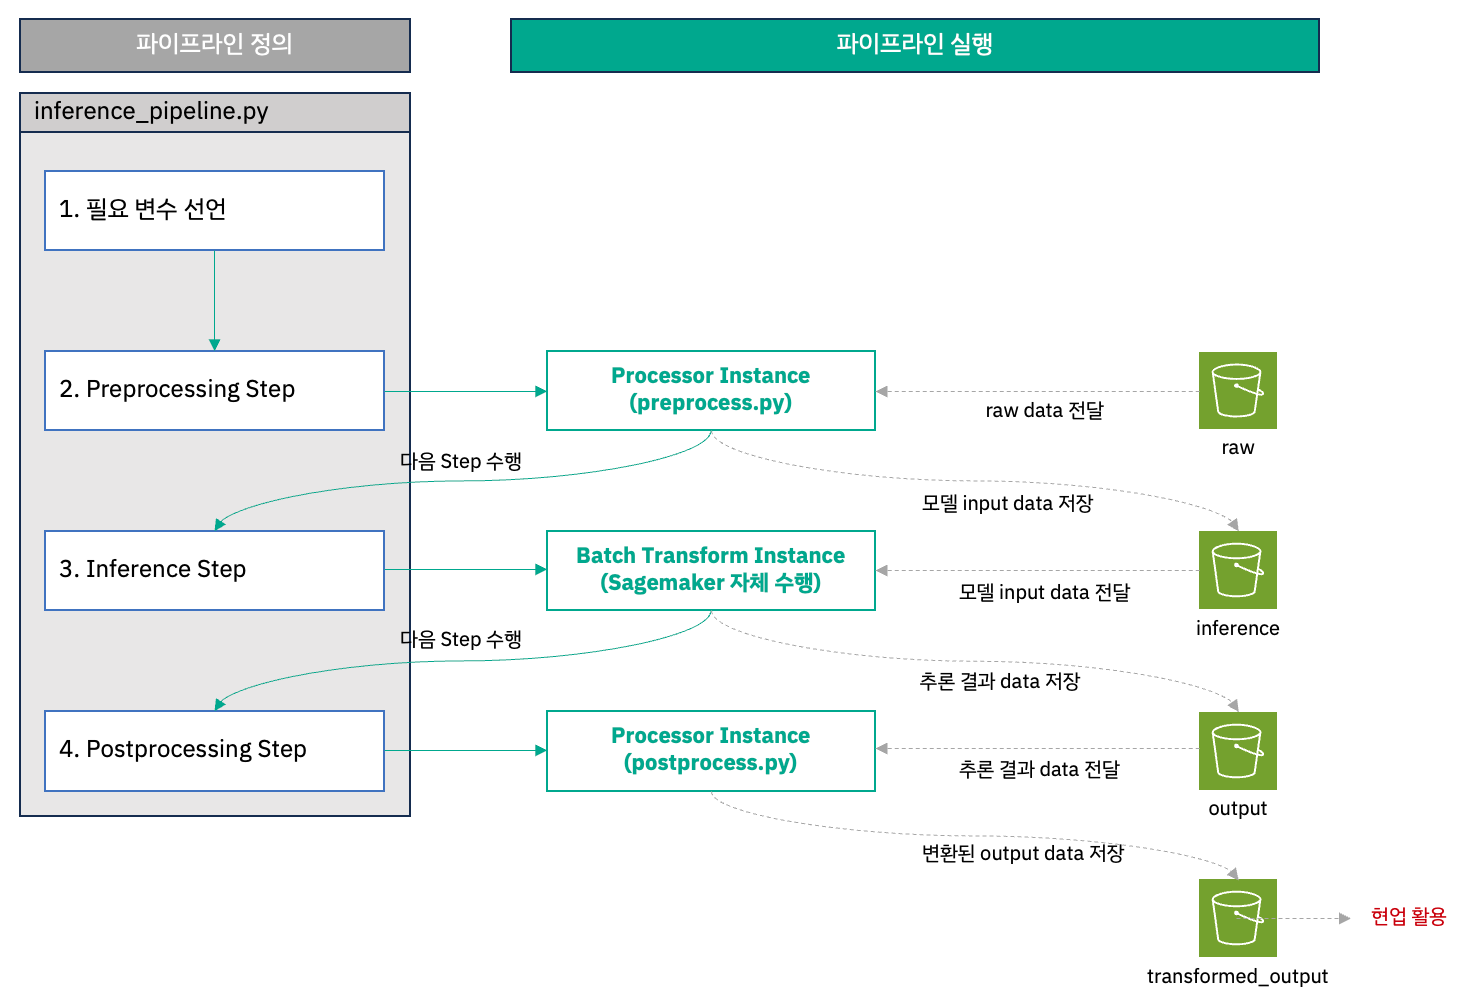 파이프라인 정의
파이프라인 실행
inference_pipeline.py
1. 필요 변수 선언
2. Preprocessing Step
Processor Instance
(preprocess.py)
raw data 전달
raw
다음 Step 수행
모델 input data 저장
3. Inference Step
Batch Transform Instance
(Sagemaker 자체 수행)
모델 input data 전달
inference
다음 Step 수행
추론 결과 data 저장
4. Postprocessing Step
Processor Instance
(postprocess.py)
추론 결과 data 전달
output
변환된 output data 저장
현업 활용
transformed_output